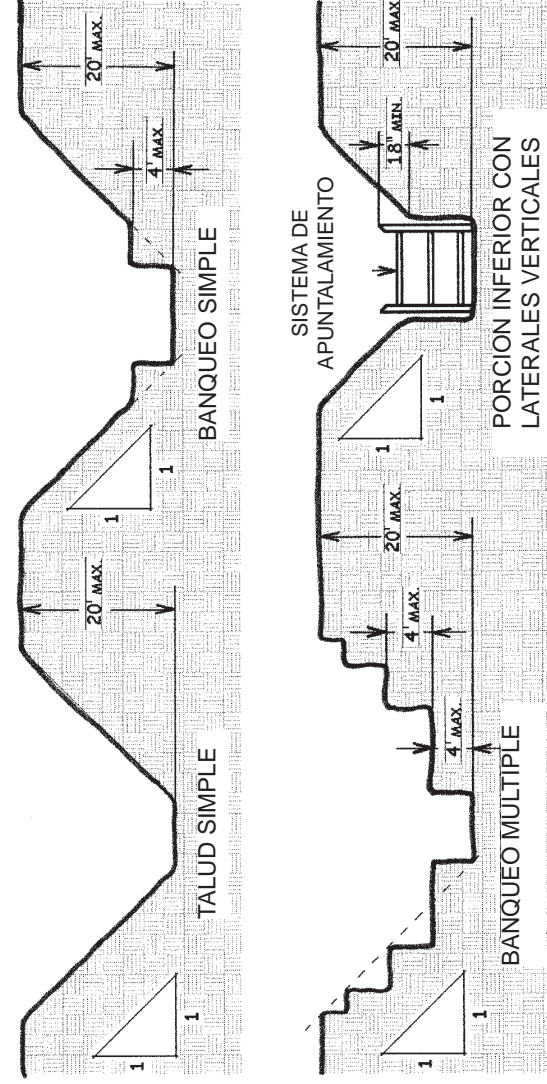 20' MAX.
1
1
TALUD SIMPLE
20' MAX.
4' MAX.
1
1
BANQUEO SIMPLE
20' MAX.
4' MAX.
4' MAX.
1
1
BANQUEO MULTIPLE
SISTEMA DE
APUNTALAMIENTO
20' MAX.
18" MIN.
1
1
PORCION INFERIOR CON
LATERALES VERTICALES